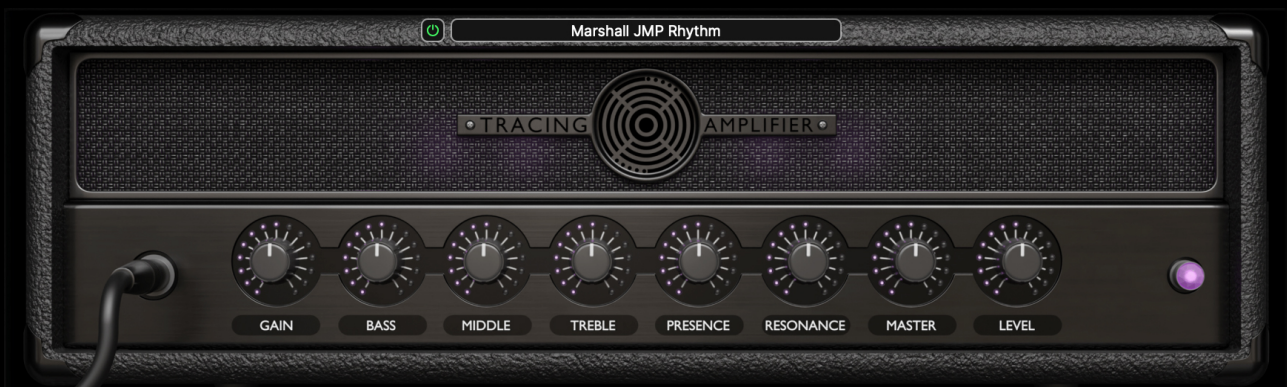 Marshall JMP Rhythm
TRACING AMPLIFIER
GAIN BASS MIDDLE TREBLE PRESENCE RESONANCE MASTER LEVEL